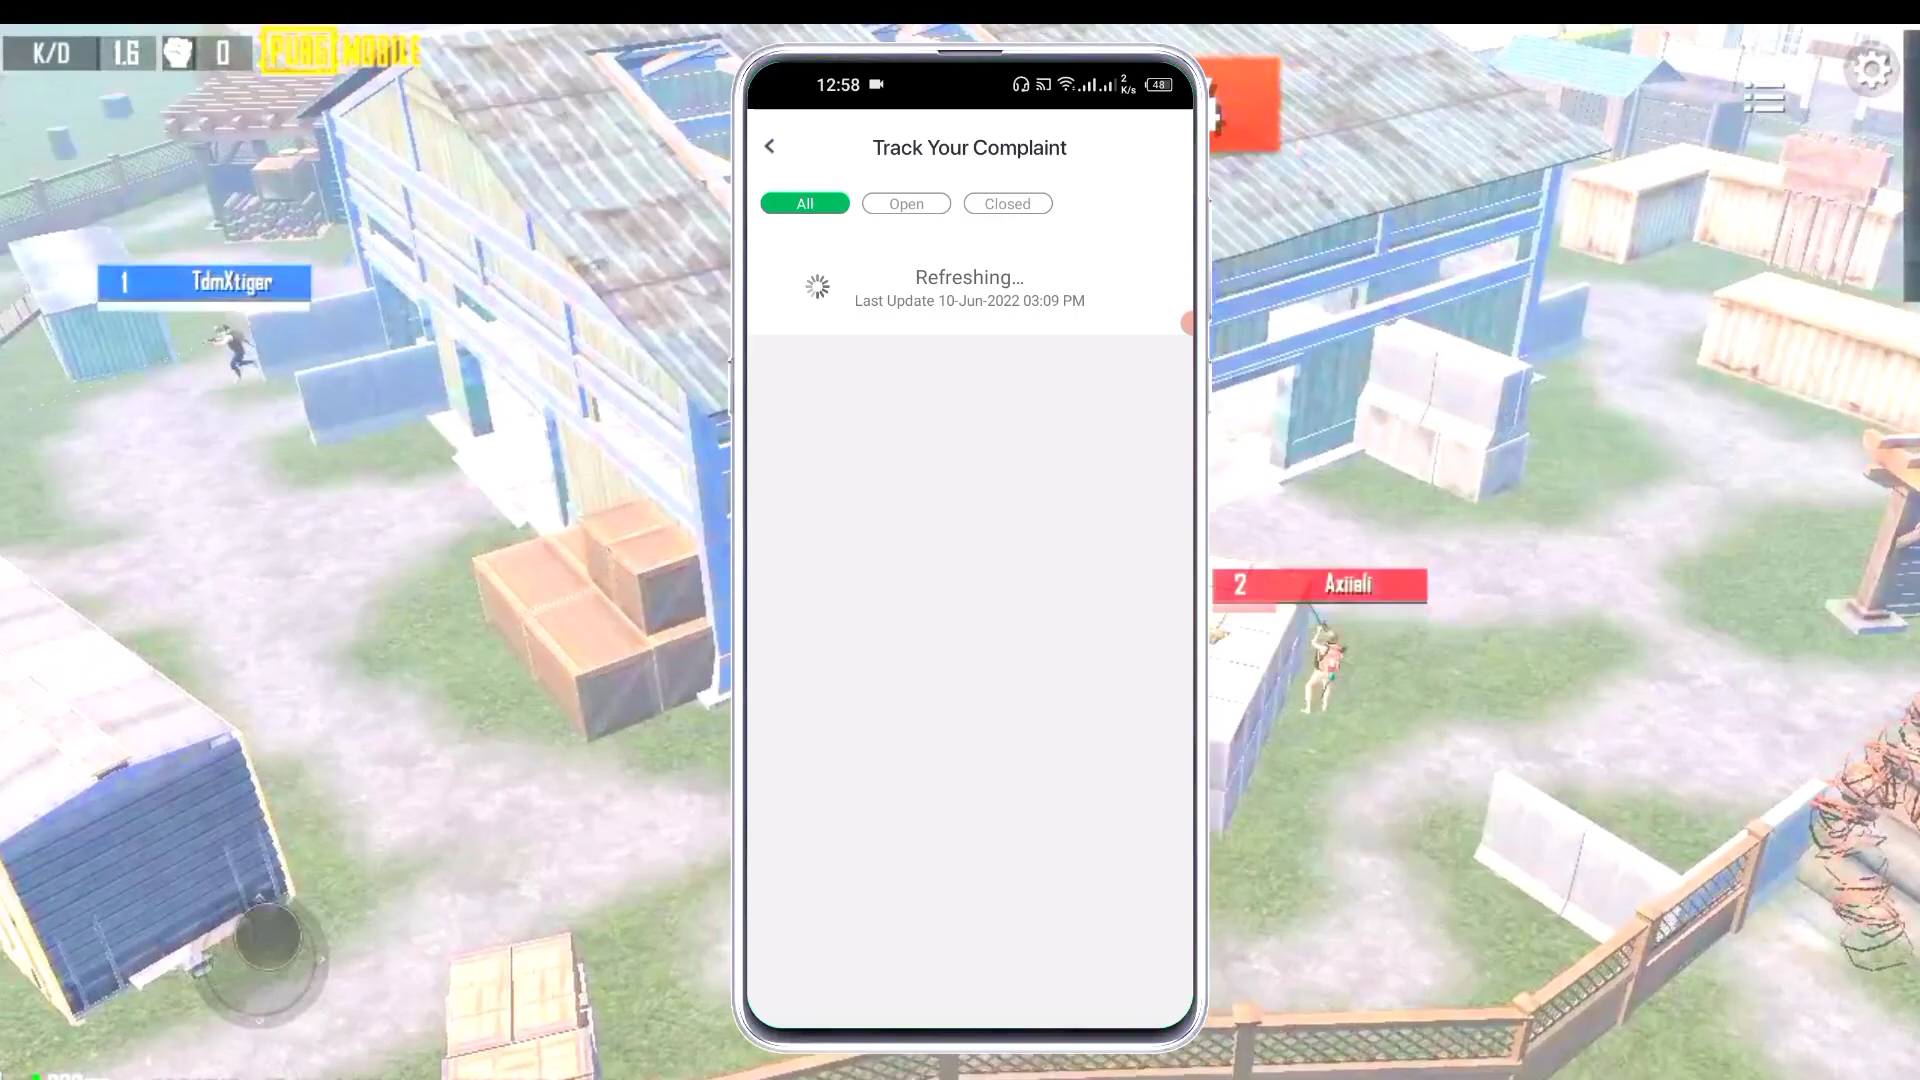 K/D 1.6 0 PUBG MOBILE
12:58 2 K/s 48
Track Your Complaint
All Open Closed
Refreshing...
Last Update 10-Jun-2022 03:09 PM
1 TdmXtiger
2 Axiiali